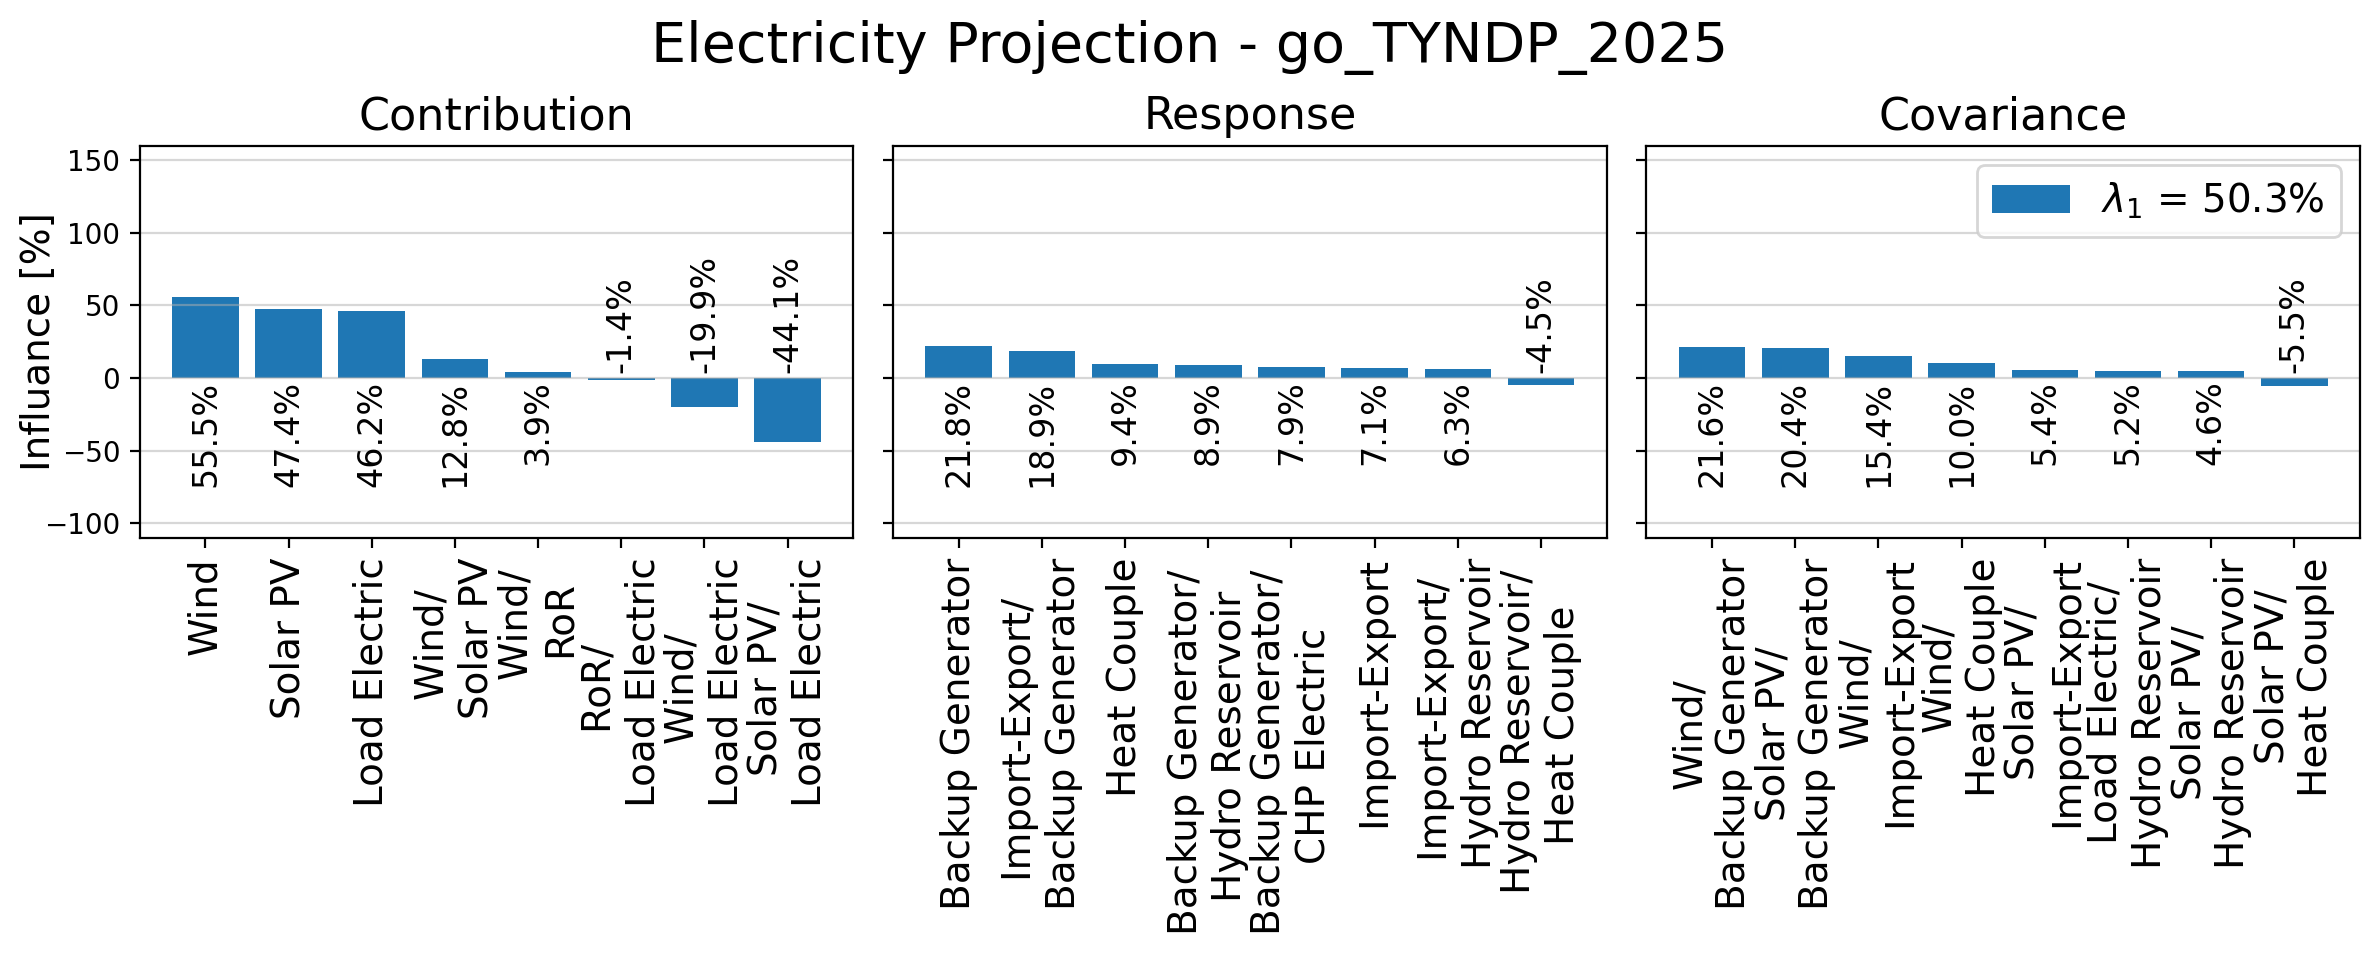 Electricity Projection - go_TYNDP_2025
Contribution
Response
Covariance
Influance [%]
150
100
50
0
−50
−100
55.5%
47.4%
46.2%
12.8%
3.9%
-1.4%
-19.9%
-44.1%
Wind
Solar PV
Load Electric
Wind/
Solar PV
Wind/
RoR
RoR/
Load Electric
Wind/
Load Electric
Solar PV/
Load Electric
21.8%
18.9%
9.4%
8.9%
7.9%
7.1%
6.3%
-4.5%
Backup Generator
Import-Export/
Backup Generator
Heat Couple
Backup Generator/
Hydro Reservoir
Backup Generator/
CHP Electric
Import-Export
Import-Export/
Hydro Reservoir
Hydro Reservoir/
Heat Couple
λ1 = 50.3%
21.6%
20.4%
15.4%
10.0%
5.4%
5.2%
4.6%
-5.5%
Wind/
Backup Generator
Solar PV/
Backup Generator
Wind/
Import-Export
Wind/
Heat Couple
Solar PV/
Import-Export
Load Electric/
Hydro Reservoir
Solar PV/
Hydro Reservoir
Solar PV/
Heat Couple